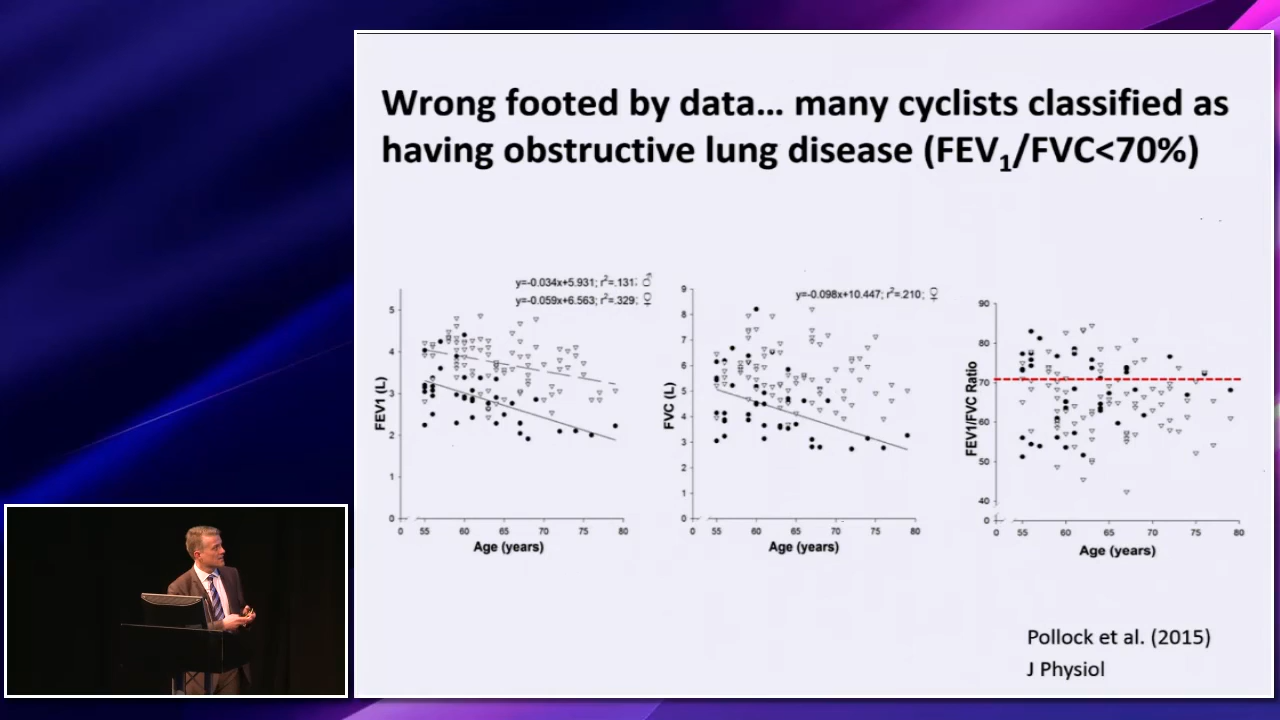 Wrong footed by data... many cyclists classified as
having obstructive lung disease (FEV₁/FVC<70%)
y=-0.034x+5.931; r²=.131; ♂
y=-0.059x+6.563; r²=.329; ♀
FEV1 (L)
5
4
3
2
1
0
0 55 60 65 70 75 80
Age (years)
y=-0.098x+10.447; r²=.210; ♀
FVC (L)
9
8
7
6
5
4
3
2
1
0
0 55 60 65 70 75 80
Age (years)
FEV1/FVC Ratio
90
80
70
60
50
40
0
0 55 60 65 70 75 80
Age (years)
Pollock et al. (2015)
J Physiol